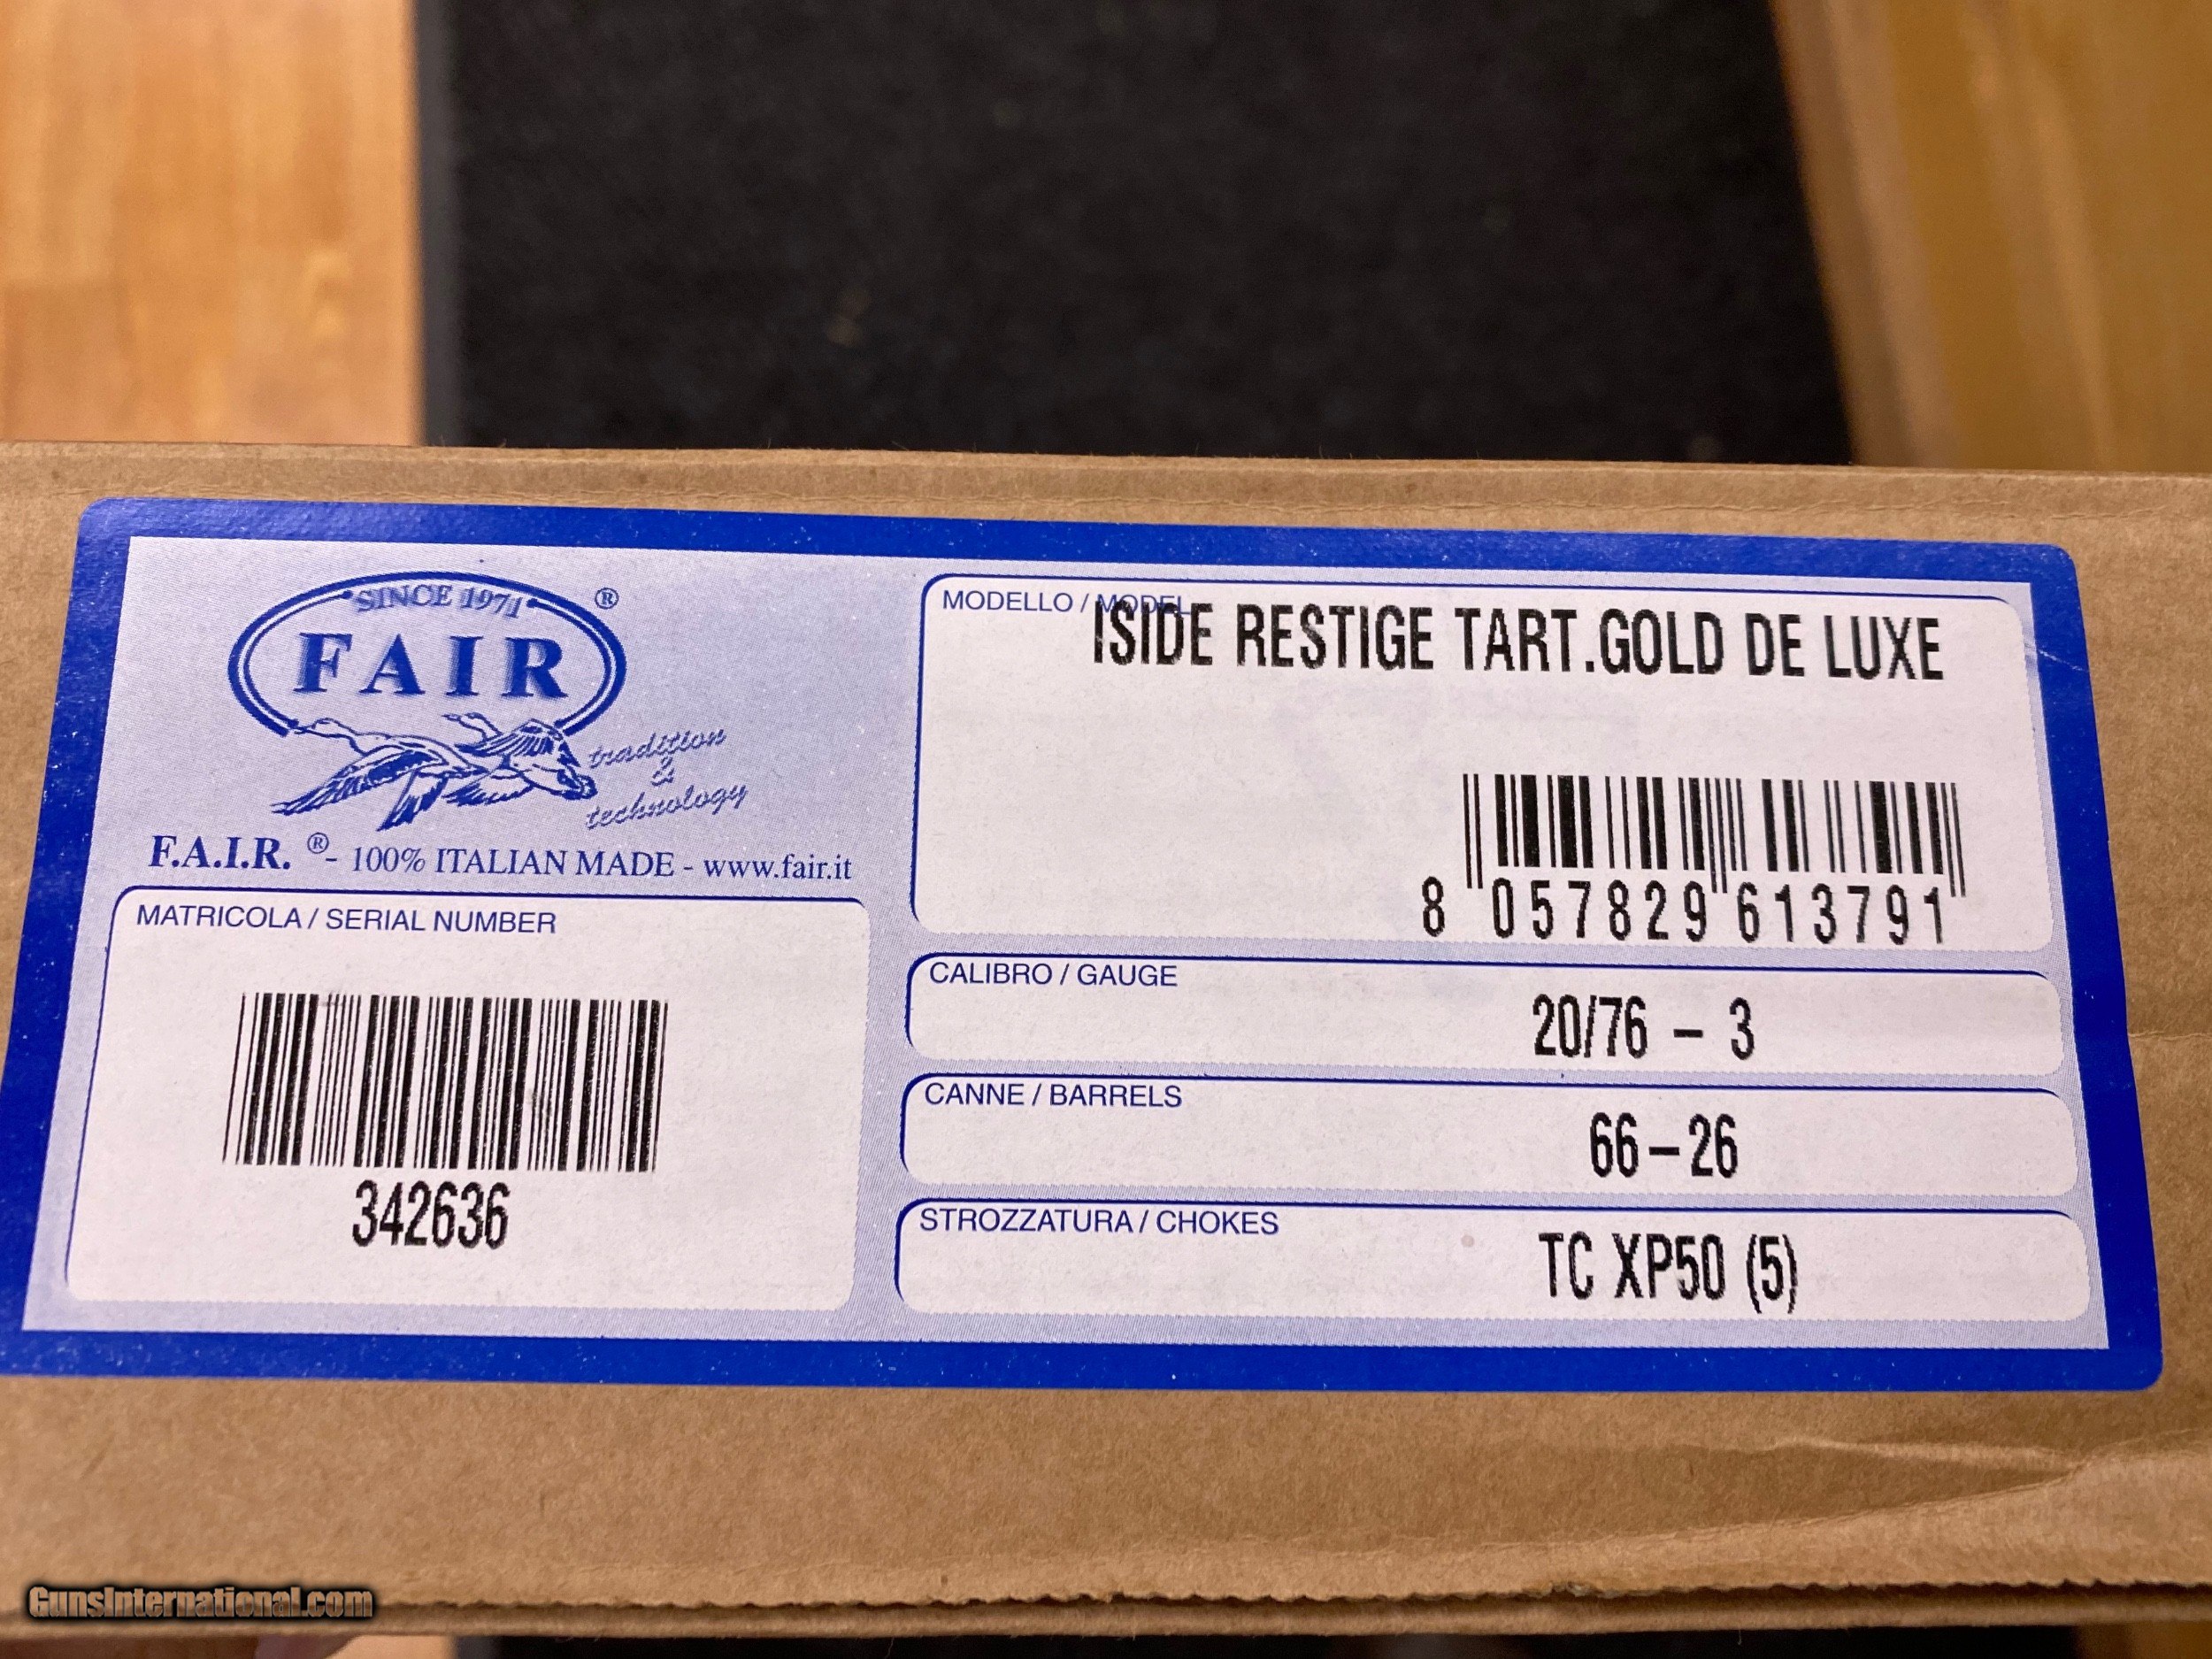 SINCE 1971
®
FAIR
tradition
&
technology
F.A.I.R. ®- 100% ITALIAN MADE - www.fair.it
MATRICOLA / SERIAL NUMBER
342636
MODELLO / MODEL
ISIDE RESTIGE TART.GOLD DE LUXE
8 "057829"613791"
CALIBRO / GAUGE
20/76 - 3
CANNE / BARRELS
66-26
STROZZATURA / CHOKES
TC XP50 (5)
GunsInternational.com